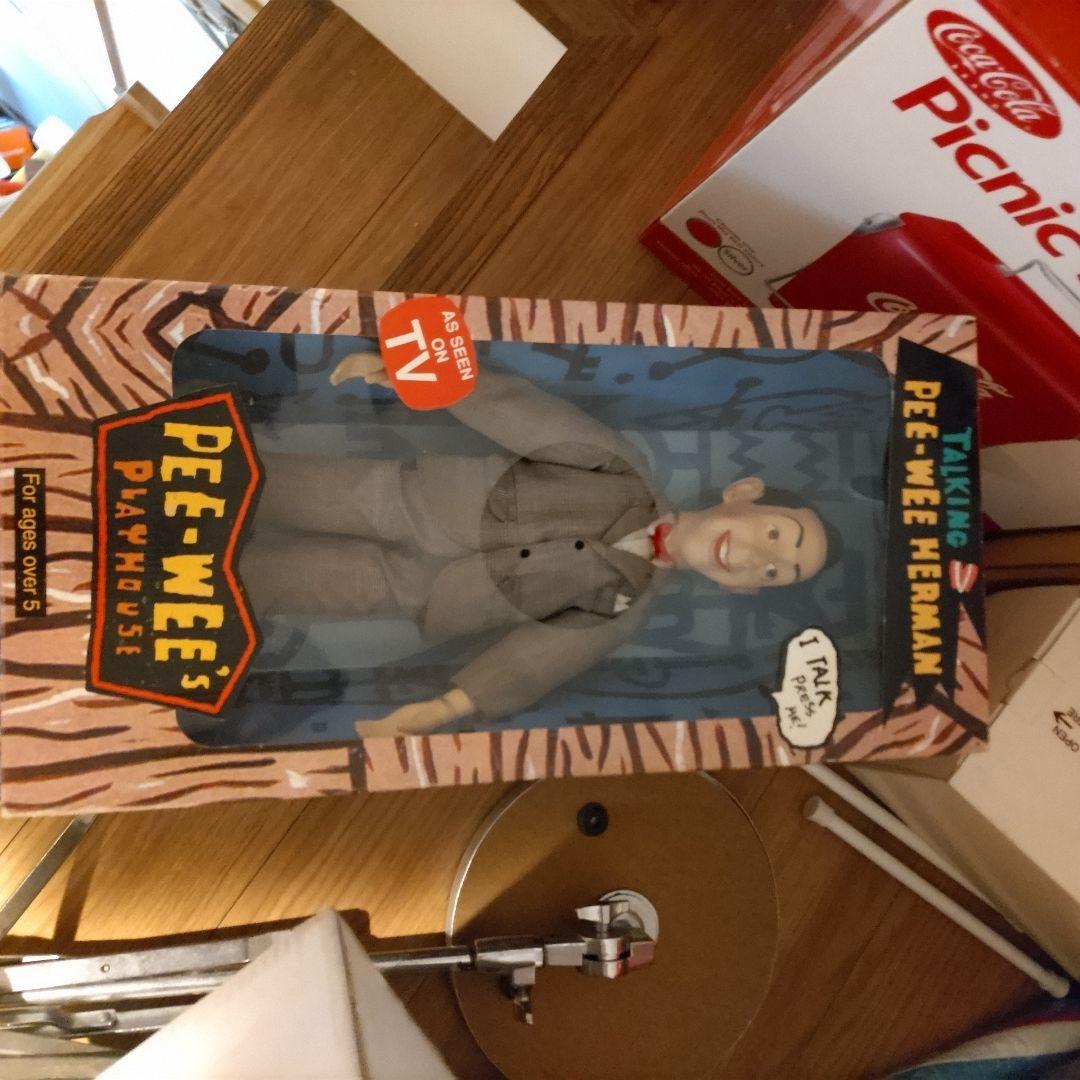 TALKING
PEE-WEE HERMAN
AS SEEN
ON
TV
I TALK
PRESS
ME!
PEE-WEE's
PLAYHOUSE
For ages over 5
Coca-Cola
Picnic
OPEN